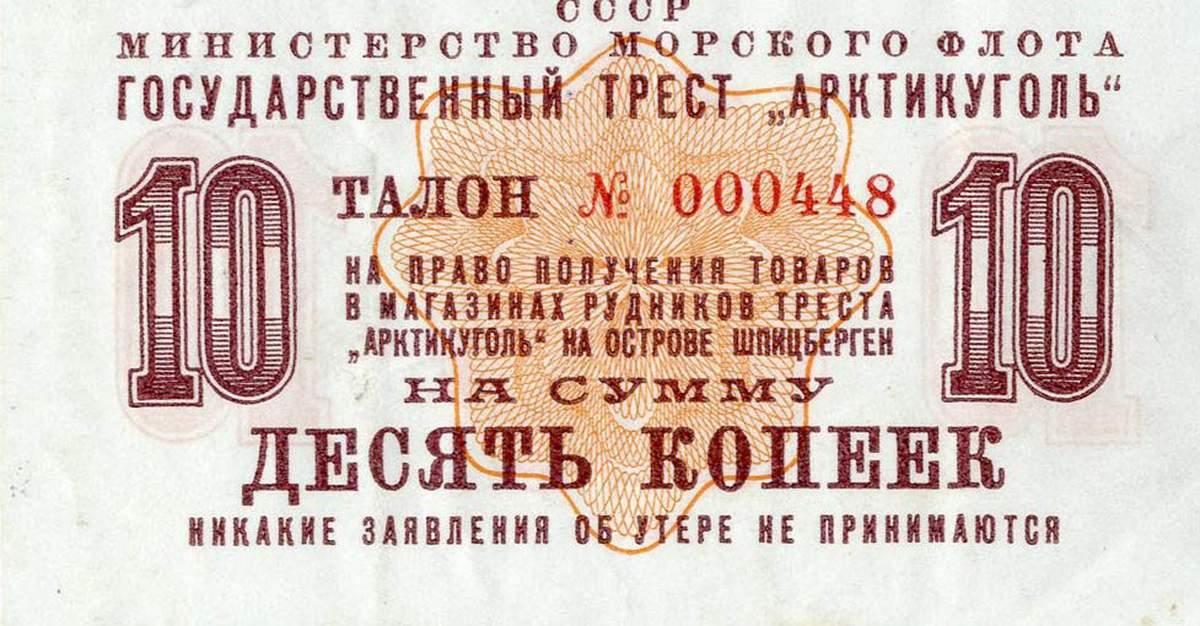 СССР
МИНИСТЕРСТВО МОРСКОГО ФЛОТА
ГОСУДАРСТВЕННЫЙ ТРЕСТ „АРКТИКУГОЛЬ“
10 ТАЛОН № 000448 10
НА ПРАВО ПОЛУЧЕНИЯ ТОВАРОВ
В МАГАЗИНАХ РУДНИКОВ ТРЕСТА
„АРКТИКУГОЛЬ“ НА ОСТРОВЕ ШПИЦБЕРГЕН
НА СУММУ
ДЕСЯТЬ КОПЕЕК
НИКАКИЕ ЗАЯВЛЕНИЯ ОБ УТЕРЕ НЕ ПРИНИМАЮТСЯ